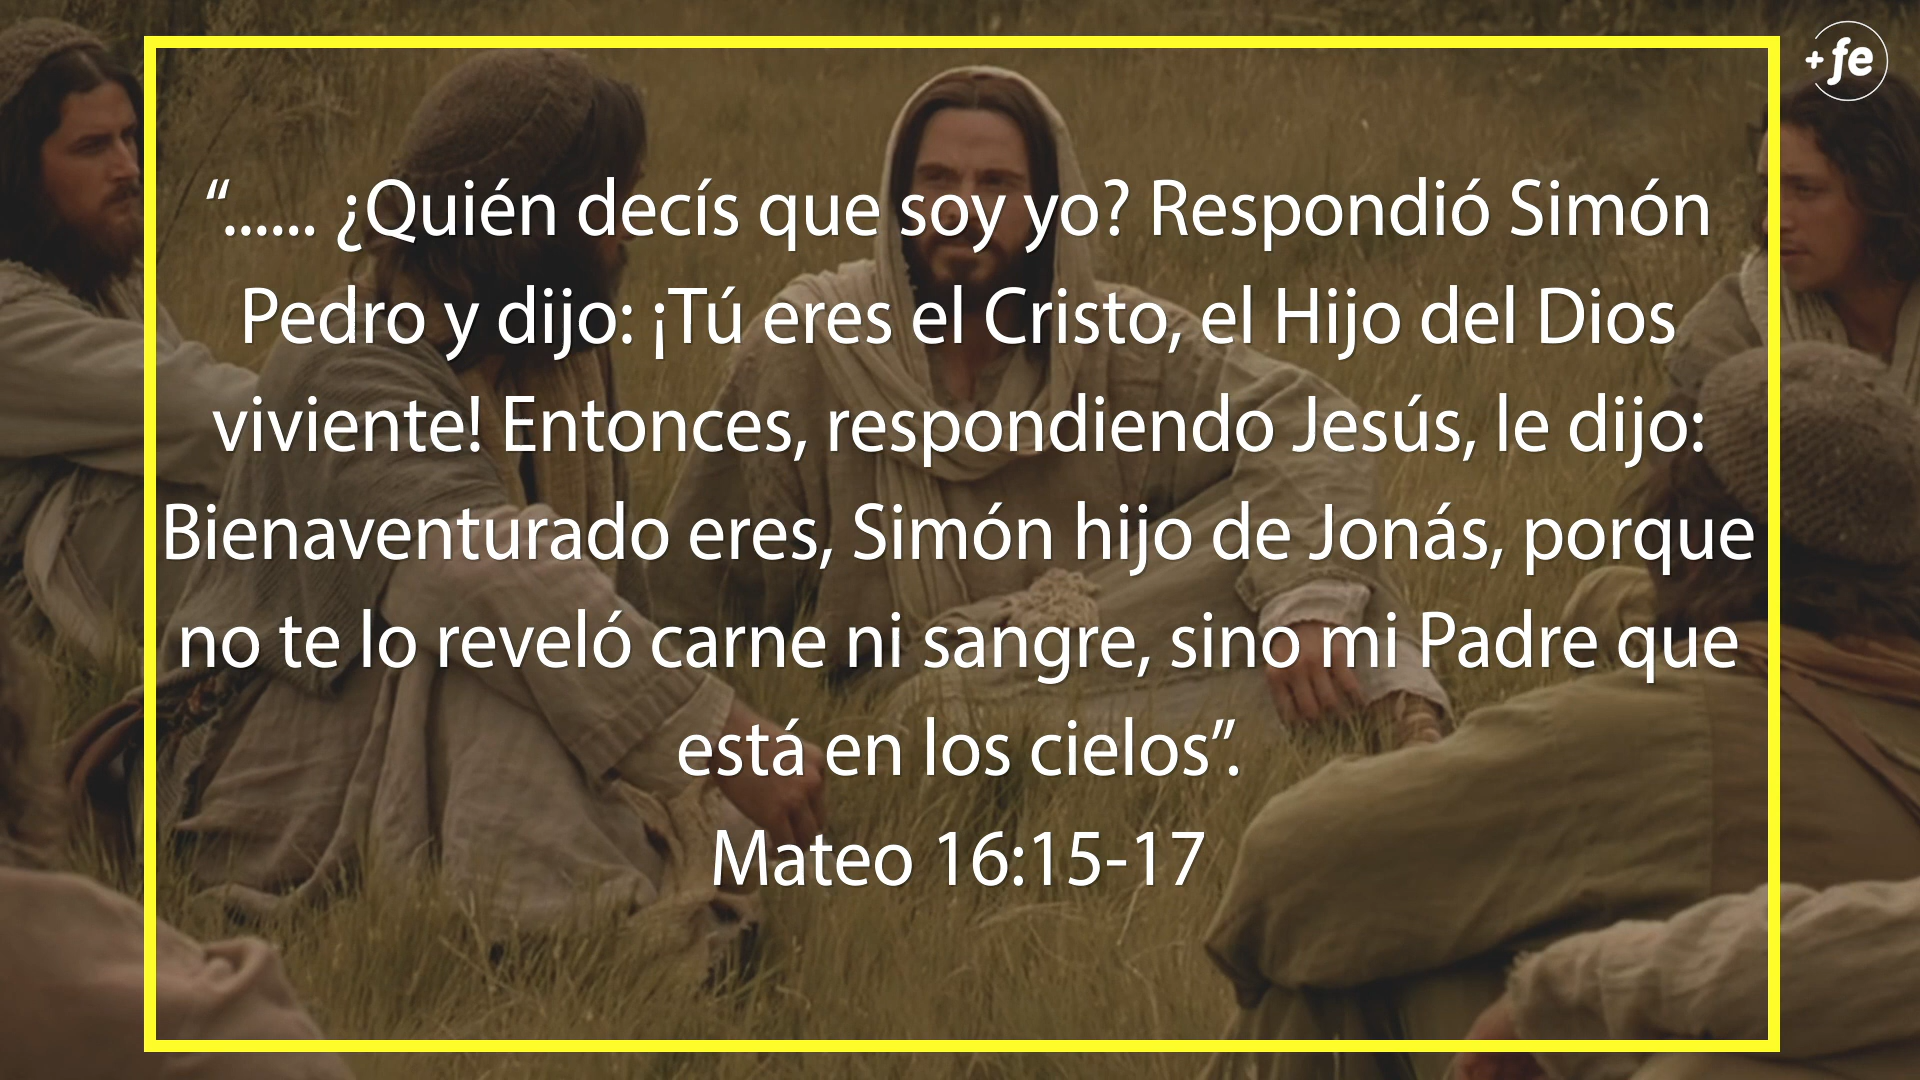 +fe
“...... ¿Quién decís que soy yo? Respondió Simón
Pedro y dijo: ¡Tú eres el Cristo, el Hijo del Dios
viviente! Entonces, respondiendo Jesús, le dijo:
Bienaventurado eres, Simón hijo de Jonás, porque
no te lo reveló carne ni sangre, sino mi Padre que
está en los cielos”.
Mateo 16:15-17